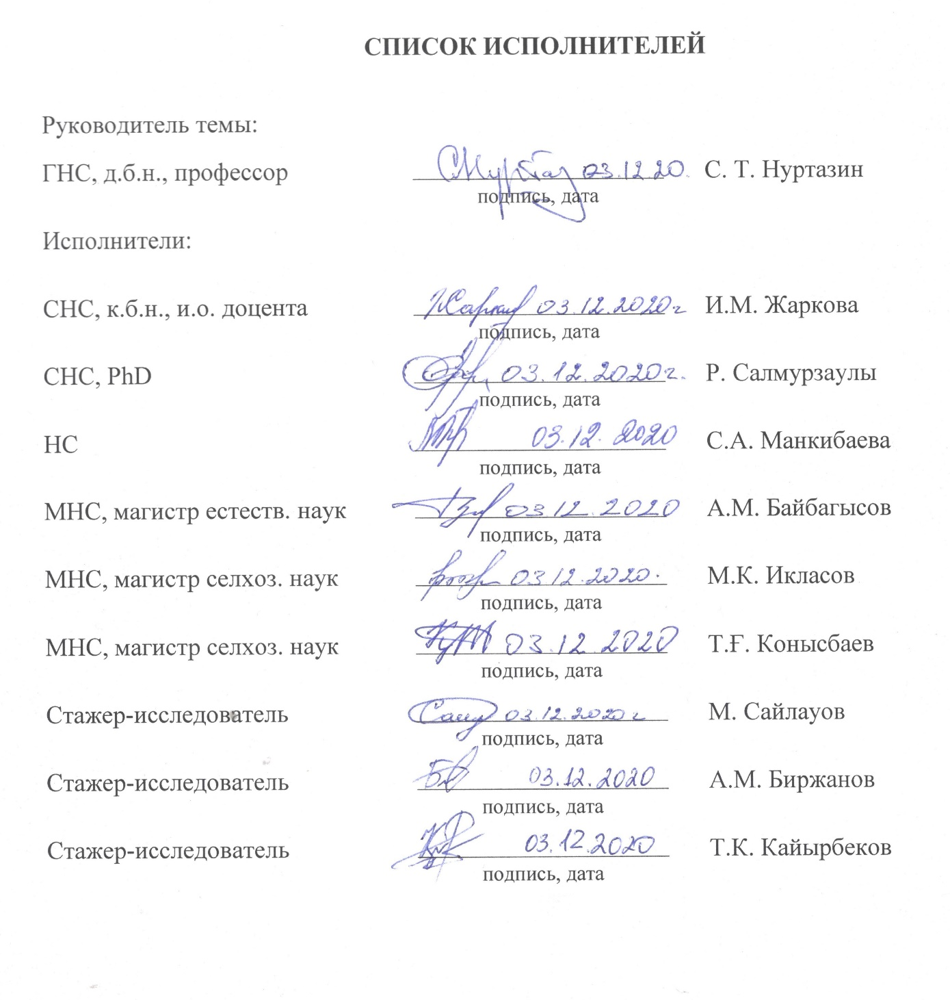 СПИСОК ИСПОЛНИТЕЛЕЙ
Руководитель темы:
ГНС, д.б.н., профессор 03.12.20. С. Т. Нуртазин
подпись, дата
Исполнители:
СНС, к.б.н., и.о. доцента 03.12.2020г И.М. Жаркова
подпись, дата
СНС, PhD 03.12.2020г. Р. Салмурзаулы
подпись, дата
НС 03.12.2020 С.А. Манкибаева
подпись, дата
МНС, магистр естеств. наук 03.12.2020 А.М. Байбагысов
подпись, дата
МНС, магистр селхоз. наук 03.12.2020. М.К. Икласов
подпись, дата
МНС, магистр селхоз. наук 03.12.2020 Т.Ғ. Конысбаев
подпись, дата
Стажер-исследователь 03.12.2020г М. Сайлауов
подпись, дата
Стажер-исследователь 03.12.2020 А.М. Биржанов
подпись, дата
Стажер-исследователь 03.12.2020 Т.К. Кайырбеков
подпись, дата